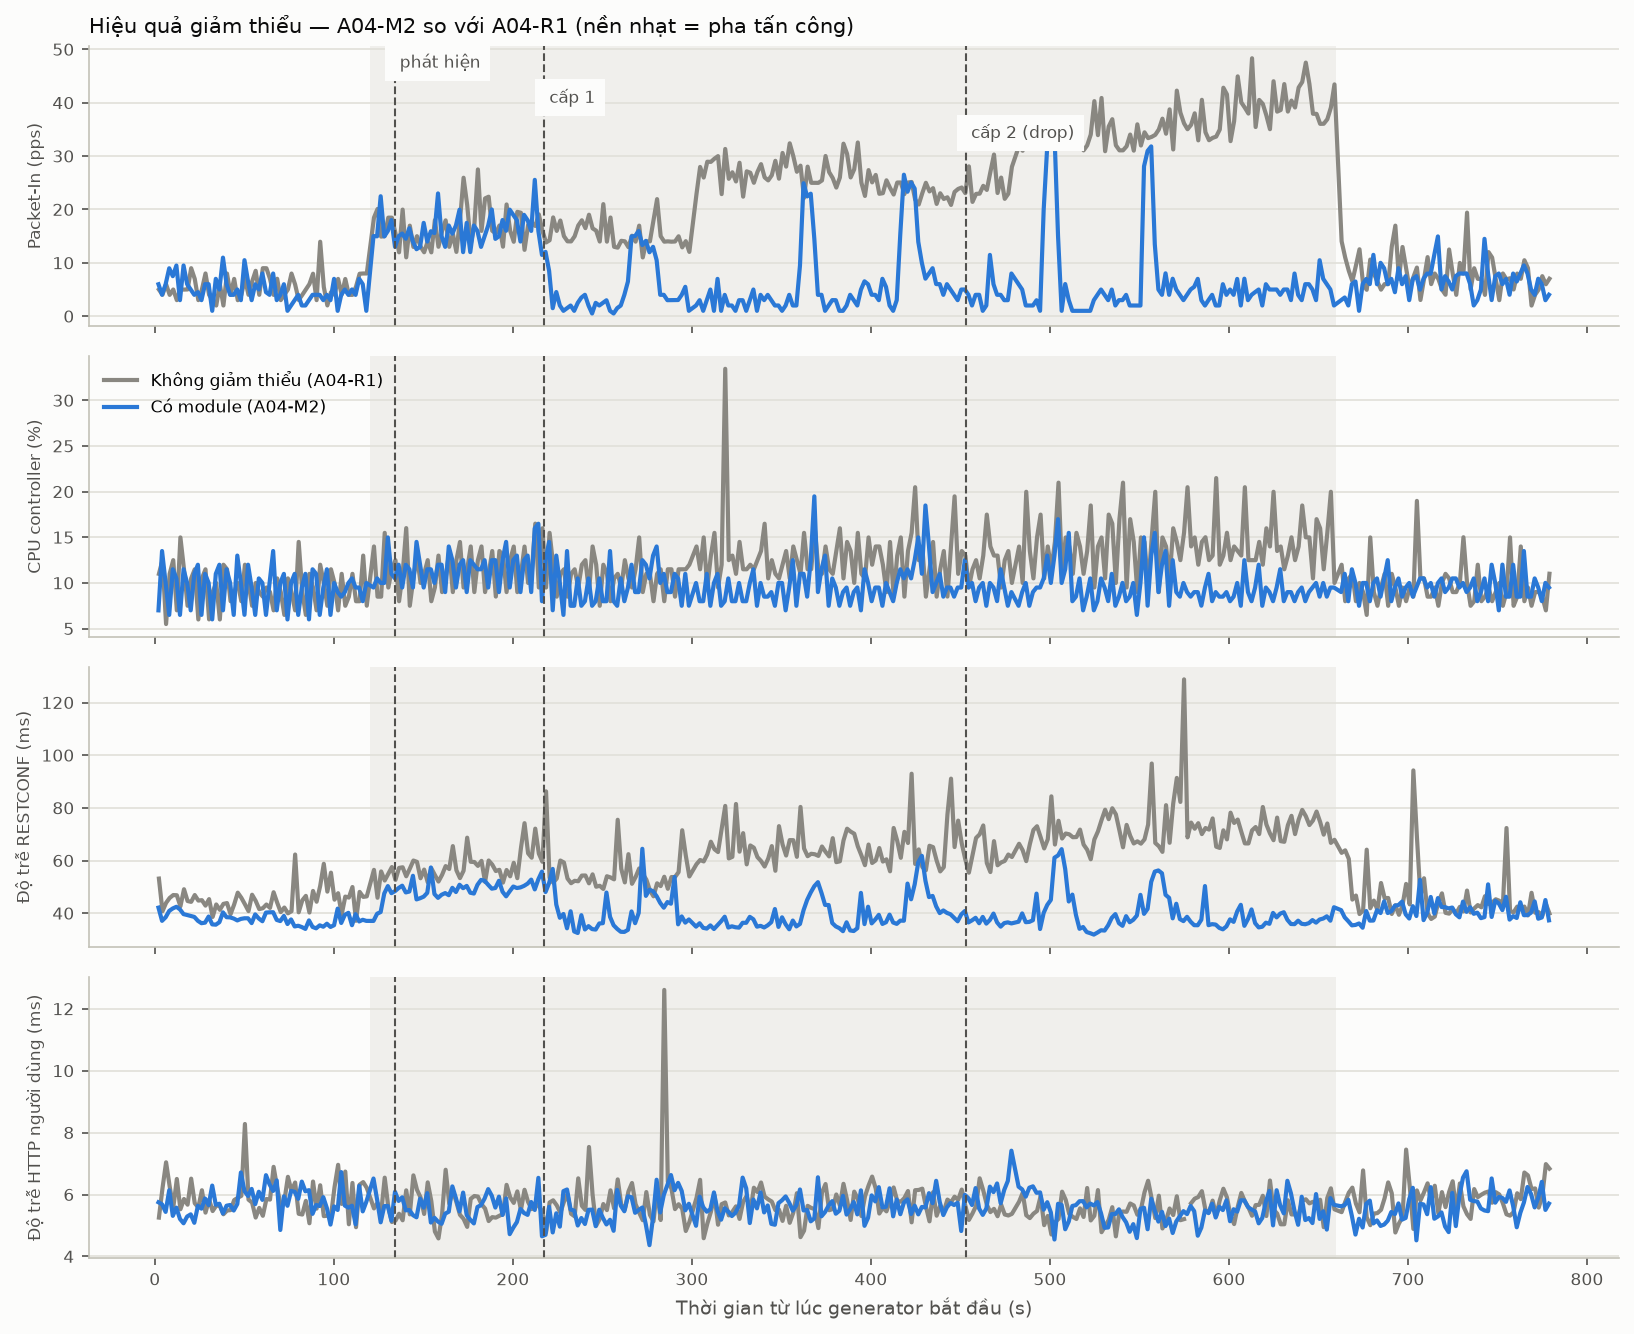 Hiệu quả giảm thiểu — A04-M2 so với A04-R1 (nền nhạt = pha tấn công)
50
40
30
20
10
0
Packet-In (pps)
phát hiện
cấp 1
cấp 2 (drop)
30
25
20
15
10
5
CPU controller (%)
Không giảm thiểu (A04-R1)
Có module (A04-M2)
120
100
80
60
40
Độ trễ RESTCONF (ms)
12
10
8
6
4
Độ trễ HTTP người dùng (ms)
0 100 200 300 400 500 600 700 800
Thời gian từ lúc generator bắt đầu (s)